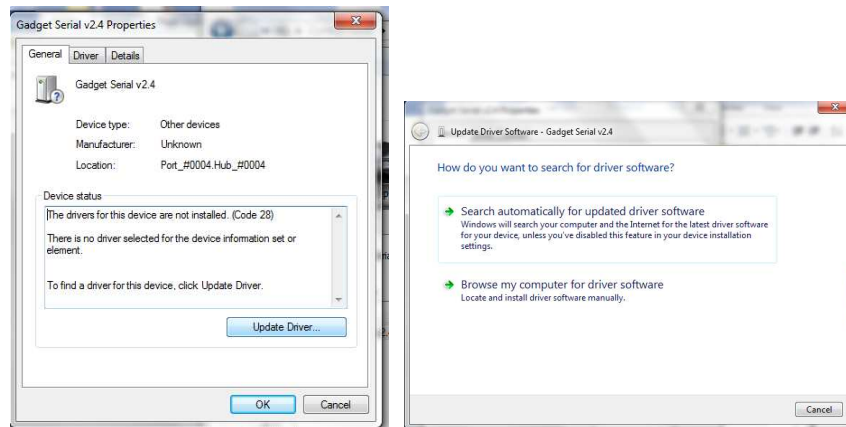 Gadget Serial v2.4 Properties
General Driver Details
Gadget Serial v2.4
Device type: Other devices
Manufacturer: Unknown
Location: Port_#0004.Hub_#0004
Device status
The drivers for this device are not installed. (Code 28)
There is no driver selected for the device information set or
element.
To find a driver for this device, click Update Driver.
Update Driver...
OK Cancel
Update Driver Software - Gadget Serial v2.4
How do you want to search for driver software?
Search automatically for updated driver software
Windows will search your computer and the Internet for the latest driver software
for your device, unless you've disabled this feature in your device installation
settings.
Browse my computer for driver software
Locate and install driver software manually.
Cancel